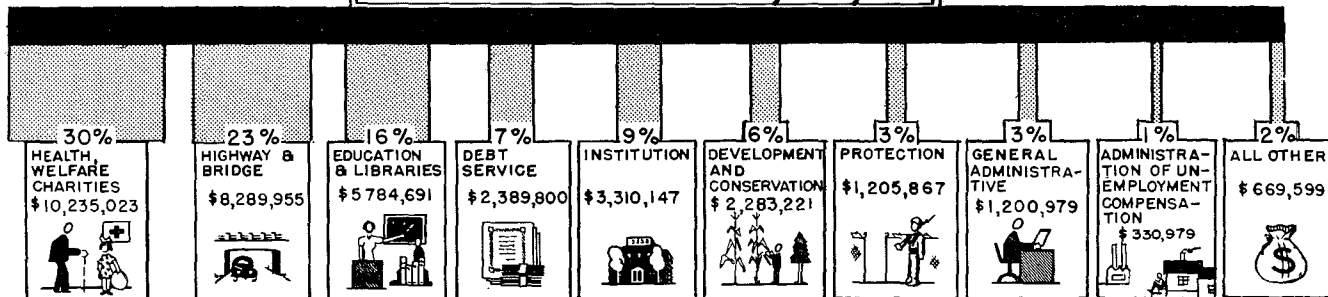 30%
HEALTH,
WELFARE
CHARITIES
$10,235,023
23%
HIGHWAY &
BRIDGE
$8,289,955
16%
EDUCATION
& LIBRARIES
$5784,691
7%
DEBT
SERVICE
$2,389,800
9%
INSTITUTION
$3,310,147
6%
DEVELOPMENT
AND
CONSERVATION
$2,283,221
3%
PROTECTION
$1,205,867
3%
GENERAL
ADMINISTRA-
TIVE
$1,200,979
1%
ADMINISTRA-
TION OF UN-
EMPLOYMENT
COMPENSA-
TION
$330,979
2%
ALL OTHER
$669,599
$